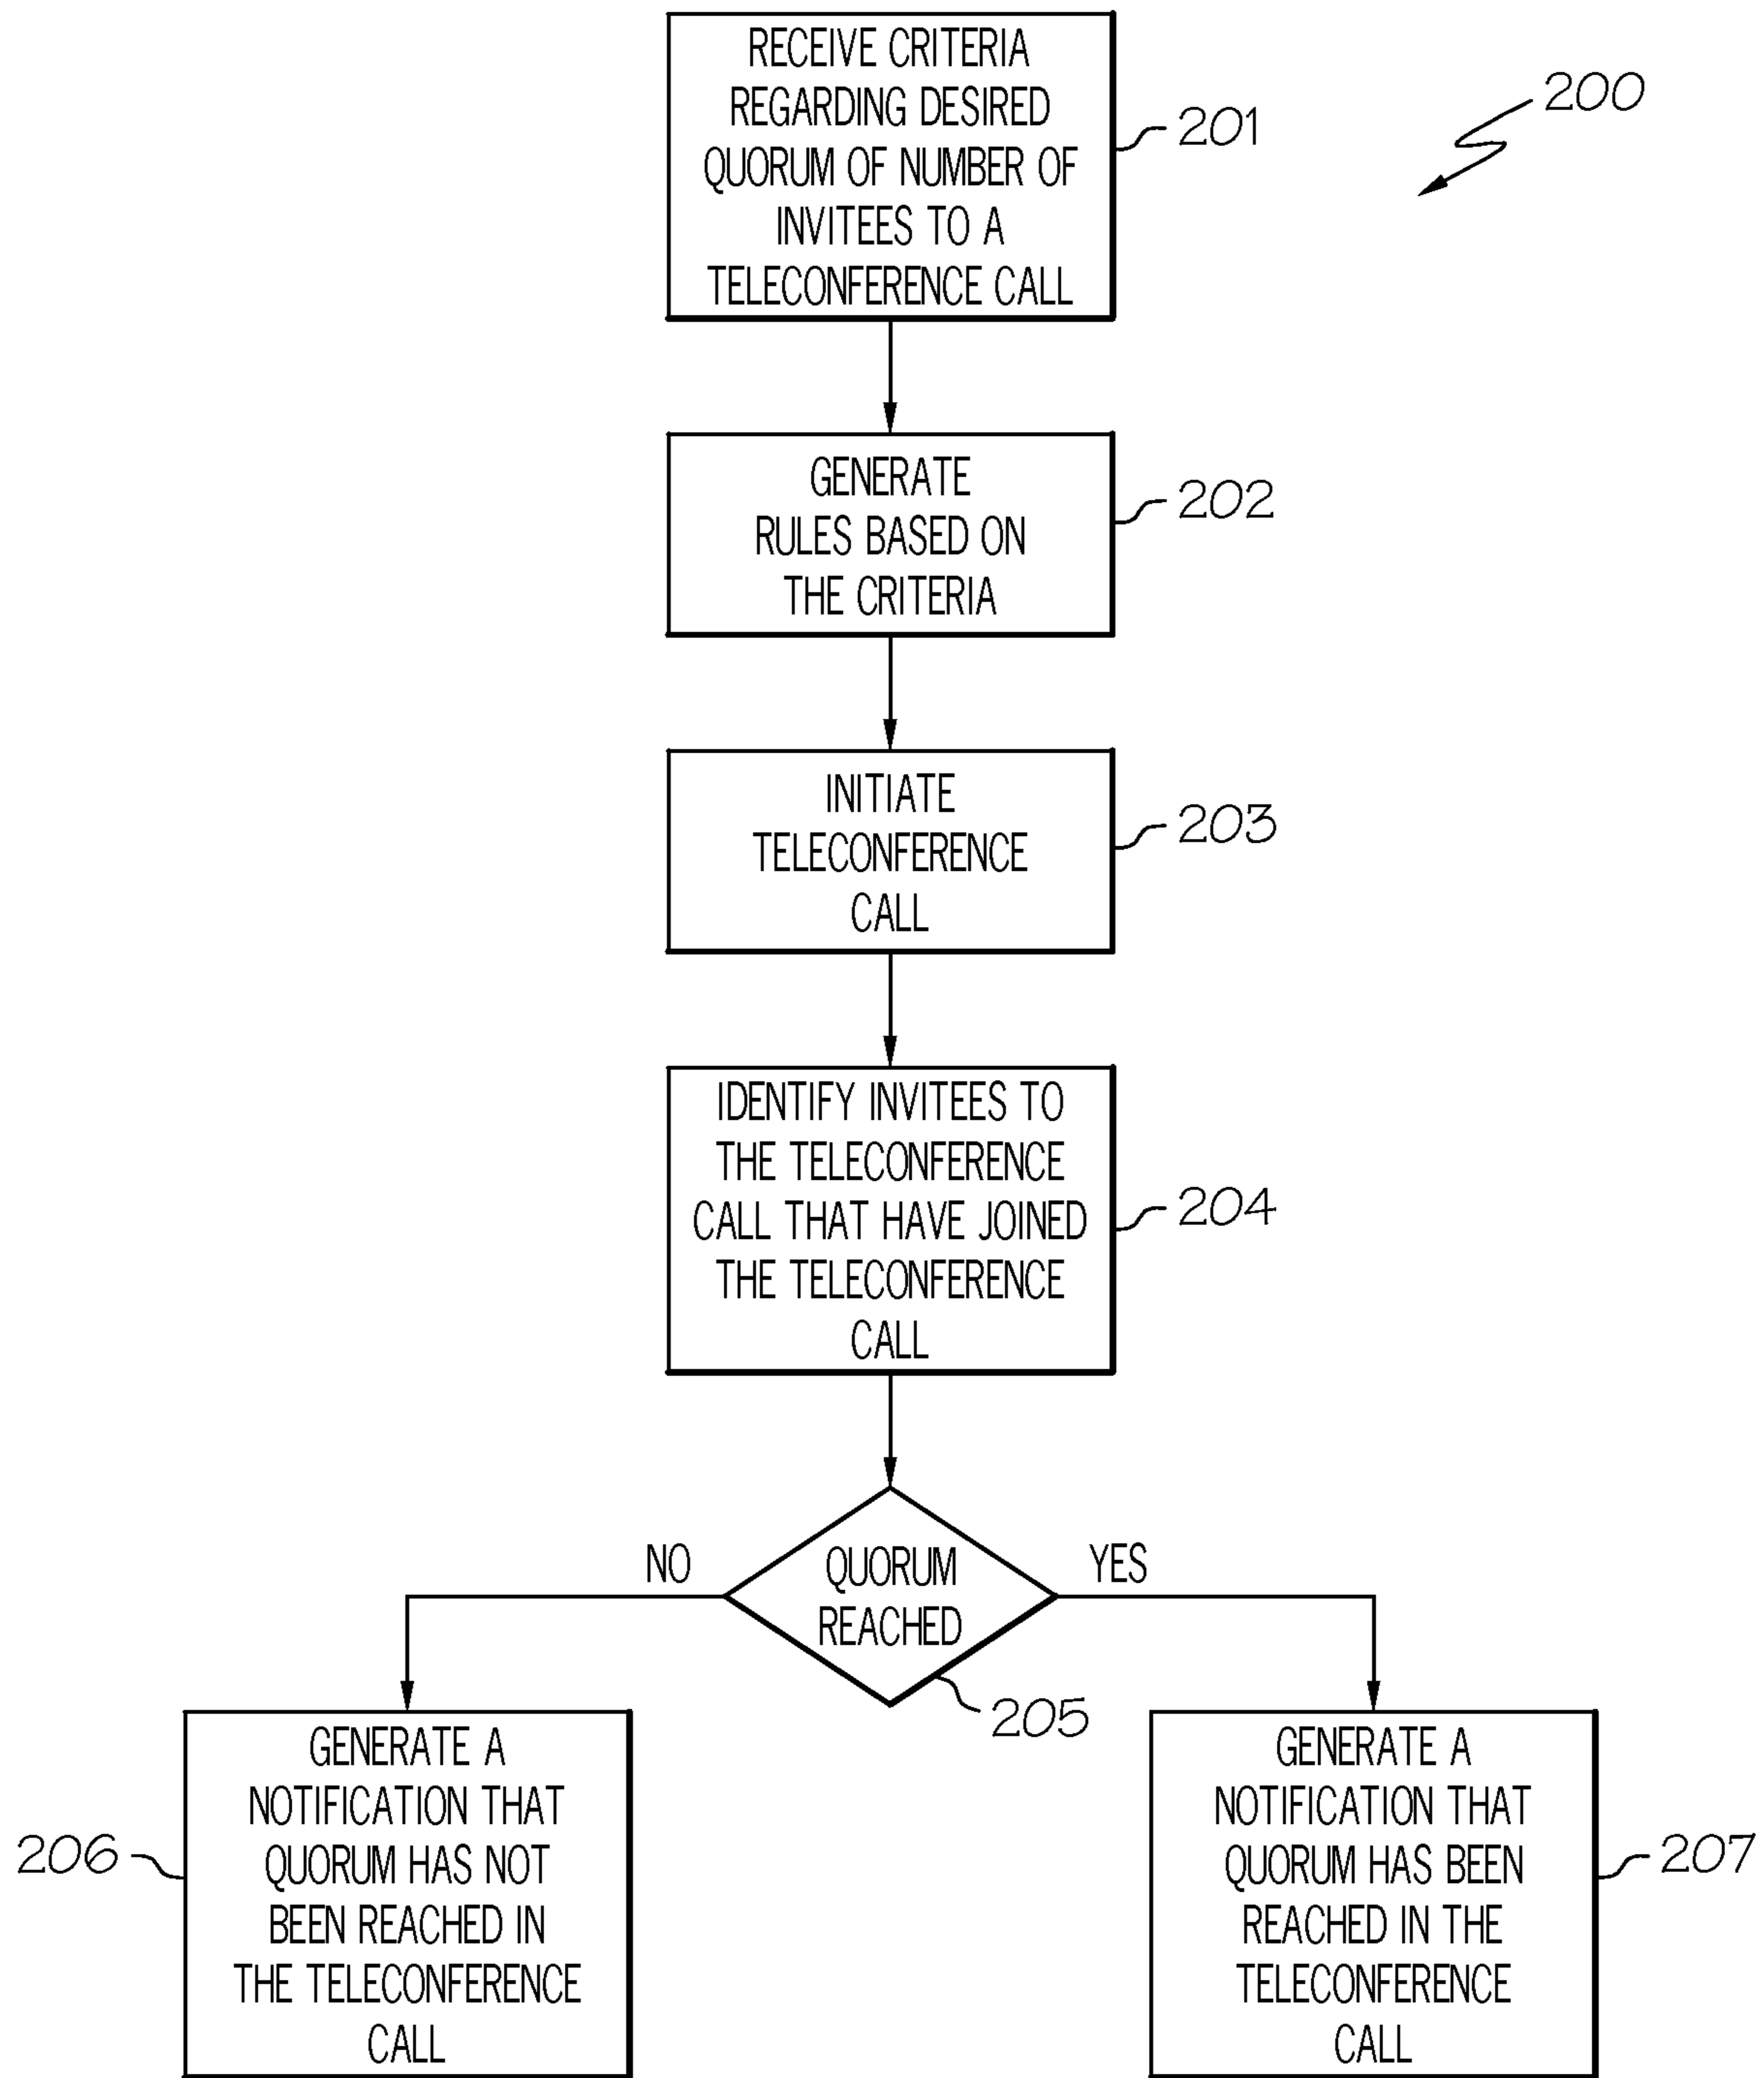 RECEIVE CRITERIA
REGARDING DESIRED
QUORUM OF NUMBER OF
INVITEES TO A
TELECONFERENCE CALL
201
200
GENERATE
RULES BASED ON
THE CRITERIA
202
INITIATE
TELECONFERENCE
CALL
203
IDENTIFY INVITEES TO
THE TELECONFERENCE
CALL THAT HAVE JOINED
THE TELECONFERENCE
CALL
204
NO
QUORUM
REACHED
YES
205
GENERATE A
NOTIFICATION THAT
QUORUM HAS NOT
BEEN REACHED IN
THE TELECONFERENCE
CALL
206
GENERATE A
NOTIFICATION THAT
QUORUM HAS BEEN
REACHED IN THE
TELECONFERENCE
CALL
207